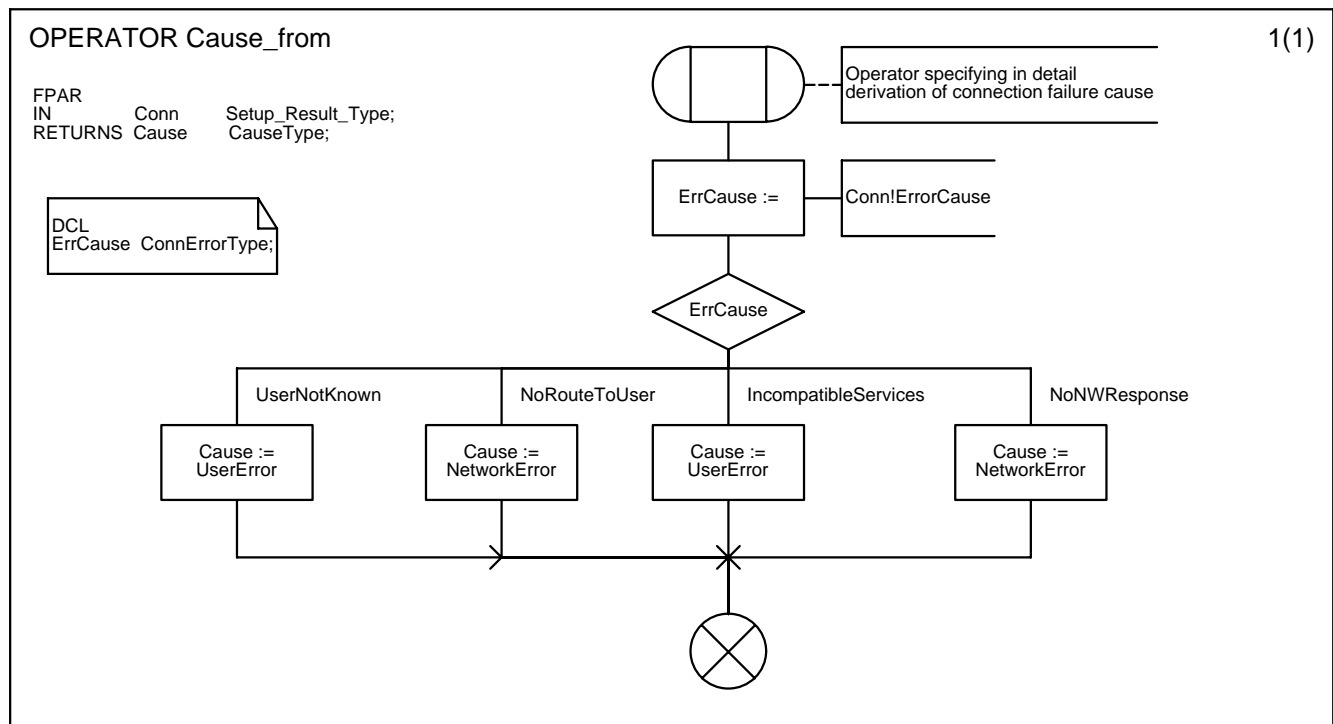 OPERATOR Cause_from
1(1)
FPAR
IN Conn Setup_Result_Type;
RETURNS Cause CauseType;
Operator specifying in detail
derivation of connection failure cause
ErrCause :=
Conn!ErrorCause
DCL
ErrCause ConnErrorType;
ErrCause
UserNotKnown
NoRouteToUser
IncompatibleServices
NoNWResponse
Cause :=
UserError
Cause :=
NetworkError
Cause :=
UserError
Cause :=
NetworkError